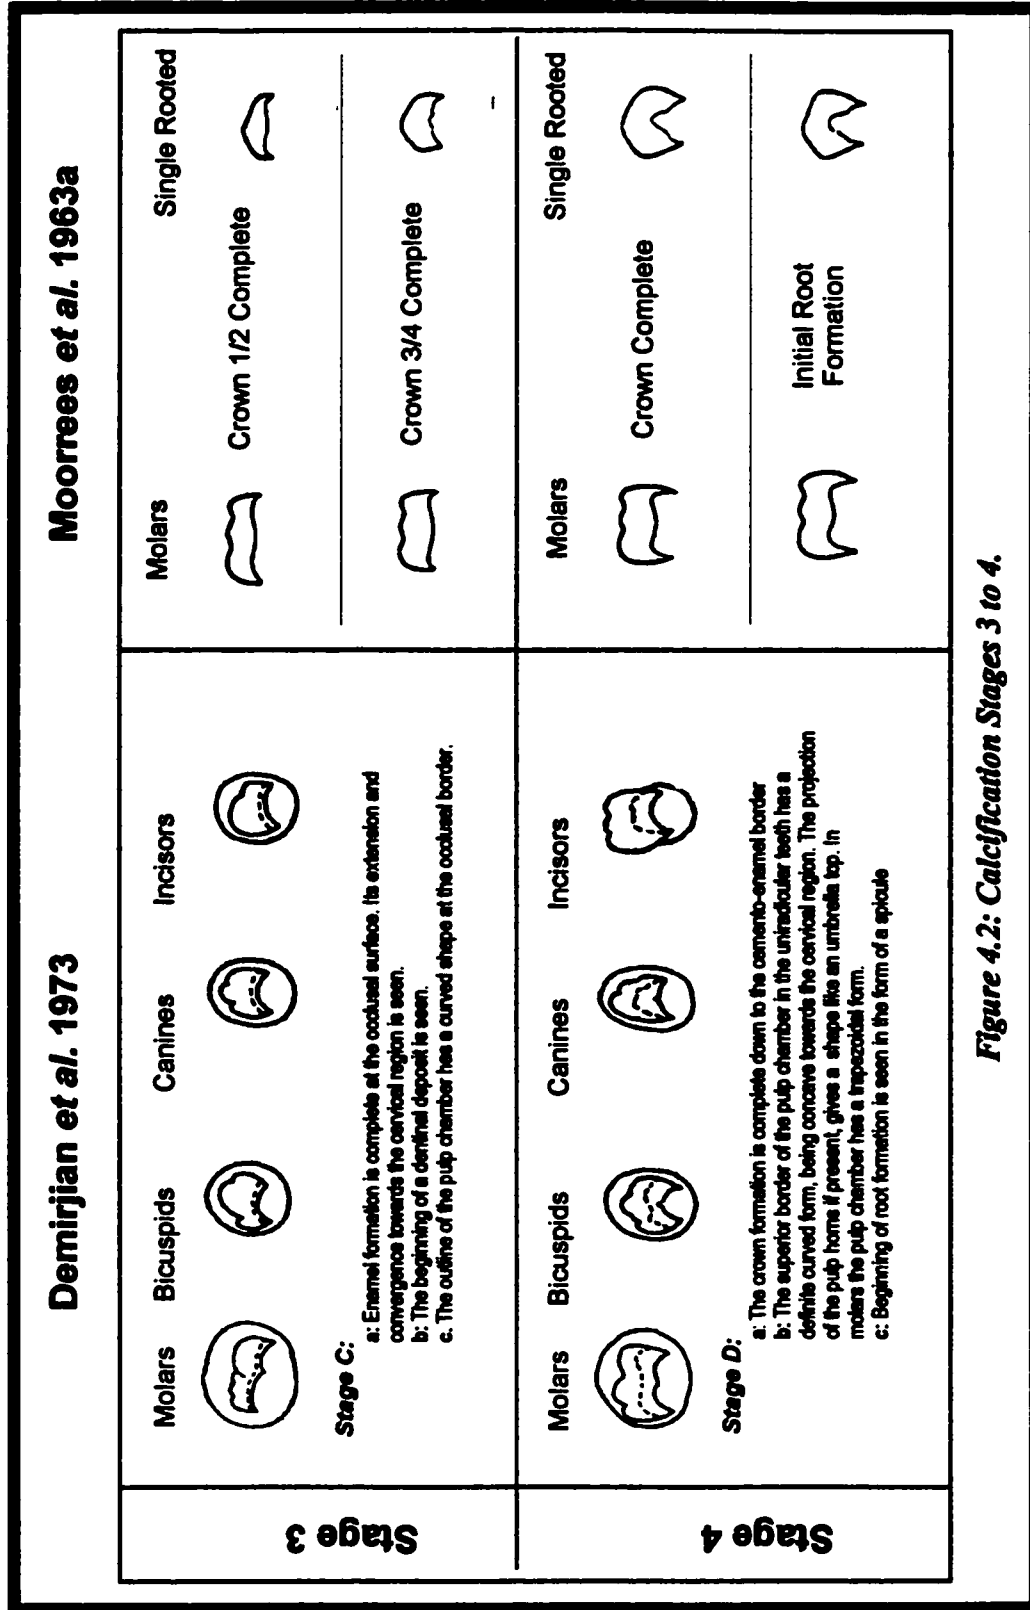 Demirjian et al. 1973
Moorrees et al. 1963a
Stage 3
Molars Bicuspids Canines Incisors
Stage C:
a: Enamel formation is complete at the occlusal surface. Its extension and
convergence towards the cervical region is seen.
b: The beginning of a dentinal deposit is seen.
c. The outline of the pulp chamber has a curved shape at the occlusal border.
Molars Single Rooted
Crown 1/2 Complete
Crown 3/4 Complete
Stage 4
Molars Bicuspids Canines Incisors
Stage D:
a: The crown formation is complete down to the cemento-enamel border
b: The superior border of the pulp chamber in the uniradicular teeth has a
definite curved form, being concave towards the cervical region. The projection
of the pulp home if present, gives a shape like an umbrella top. In
molars the pulp chamber has a trapezoidal form.
c: Beginning of root formation is seen in the form of a spicule
Molars Single Rooted
Crown Complete
Initial Root
Formation
Figure 4.2: Calcification Stages 3 to 4.